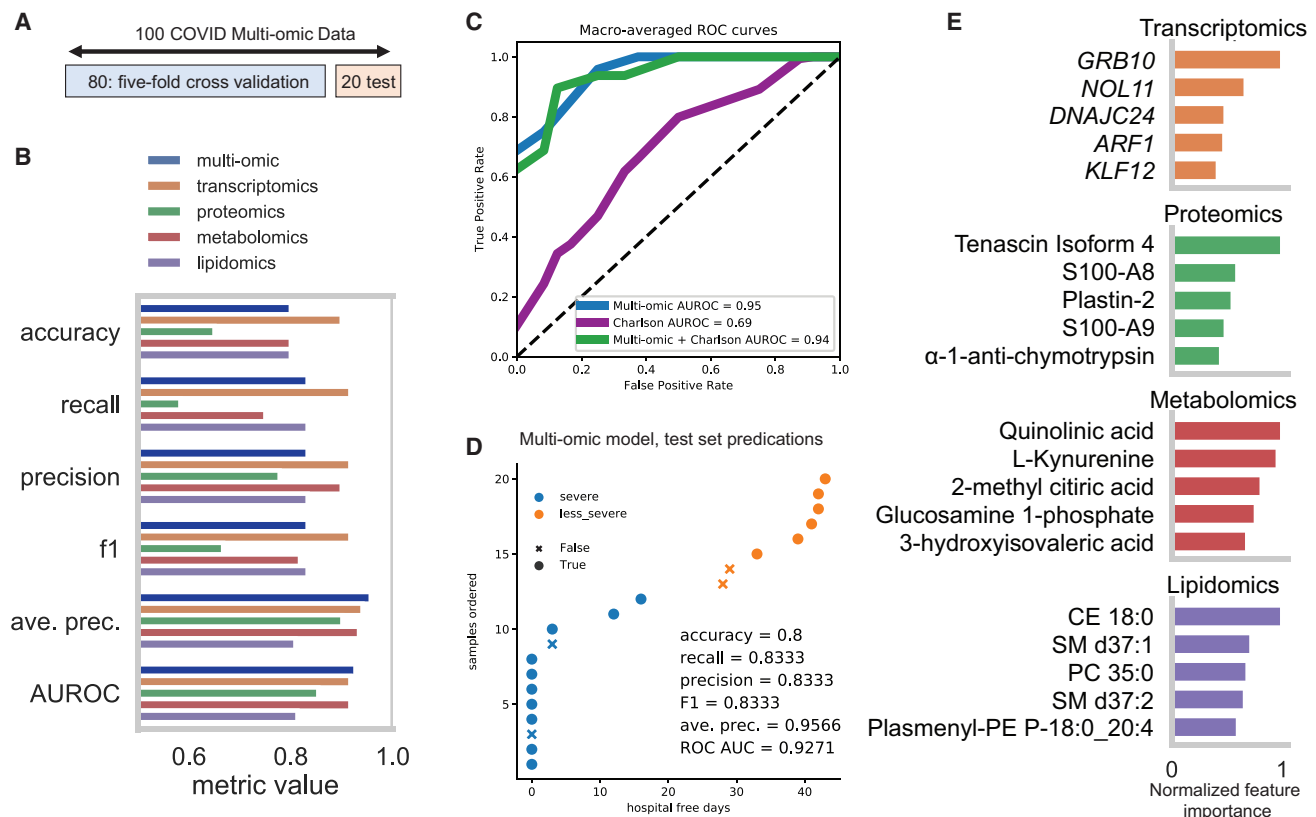 A
100 COVID Multi-omic Data
80: five-fold cross validation
20 test
B
multi-omic
transcriptomics
proteomics
metabolomics
lipidomics
accuracy
recall
precision
f1
ave. prec.
AUROC
0.6 0.8 1.0
metric value
C
Macro-averaged ROC curves
True Positive Rate
1.0
0.8
0.6
0.4
0.2
0.0
Multi-omic AUROC = 0.95
Charlson AUROC = 0.69
Multi-omic + Charlson AUROC = 0.94
0.0 0.2 0.4 0.6 0.8 1.0
False Positive Rate
D
Multi-omic model, test set predications
samples ordered
20
15
10
5
severe
less_severe
False
True
accuracy = 0.8
recall = 0.8333
precision = 0.8333
F1 = 0.8333
ave. prec. = 0.9566
ROC AUC = 0.9271
0 10 20 30 40
hospital free days
E
Transcriptomics
GRB10
NOL11
DNAJC24
ARF1
KLF12
Proteomics
Tenascin Isoform 4
S100-A8
Plastin-2
S100-A9
α-1-anti-chymotrypsin
Metabolomics
Quinolinic acid
L-Kynurenine
2-methyl citiric acid
Glucosamine 1-phosphate
3-hydroxyisovaleric acid
Lipidomics
CE 18:0
SM d37:1
PC 35:0
SM d37:2
Plasmenyl-PE P-18:0_20:4
0 1
Normalized feature
importance